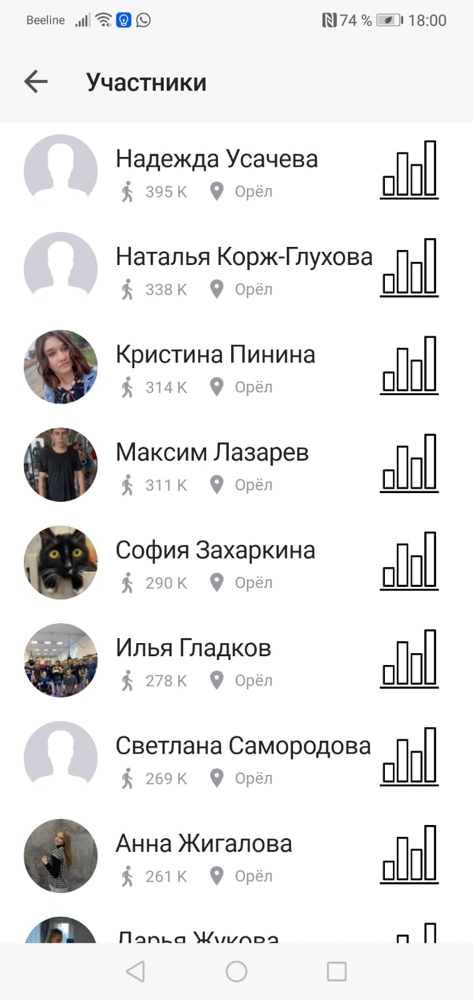 Beeline 74 % 18:00
Участники
Надежда Усачева
395 K Орёл
Наталья Корж-Глухова
338 K Орёл
Кристина Пинина
314 K Орёл
Максим Лазарев
311 K Орёл
София Захаркина
290 K Орёл
Илья Гладков
278 K Орёл
Светлана Самородова
269 K Орёл
Анна Жигалова
261 K Орёл
Дарья Жукова